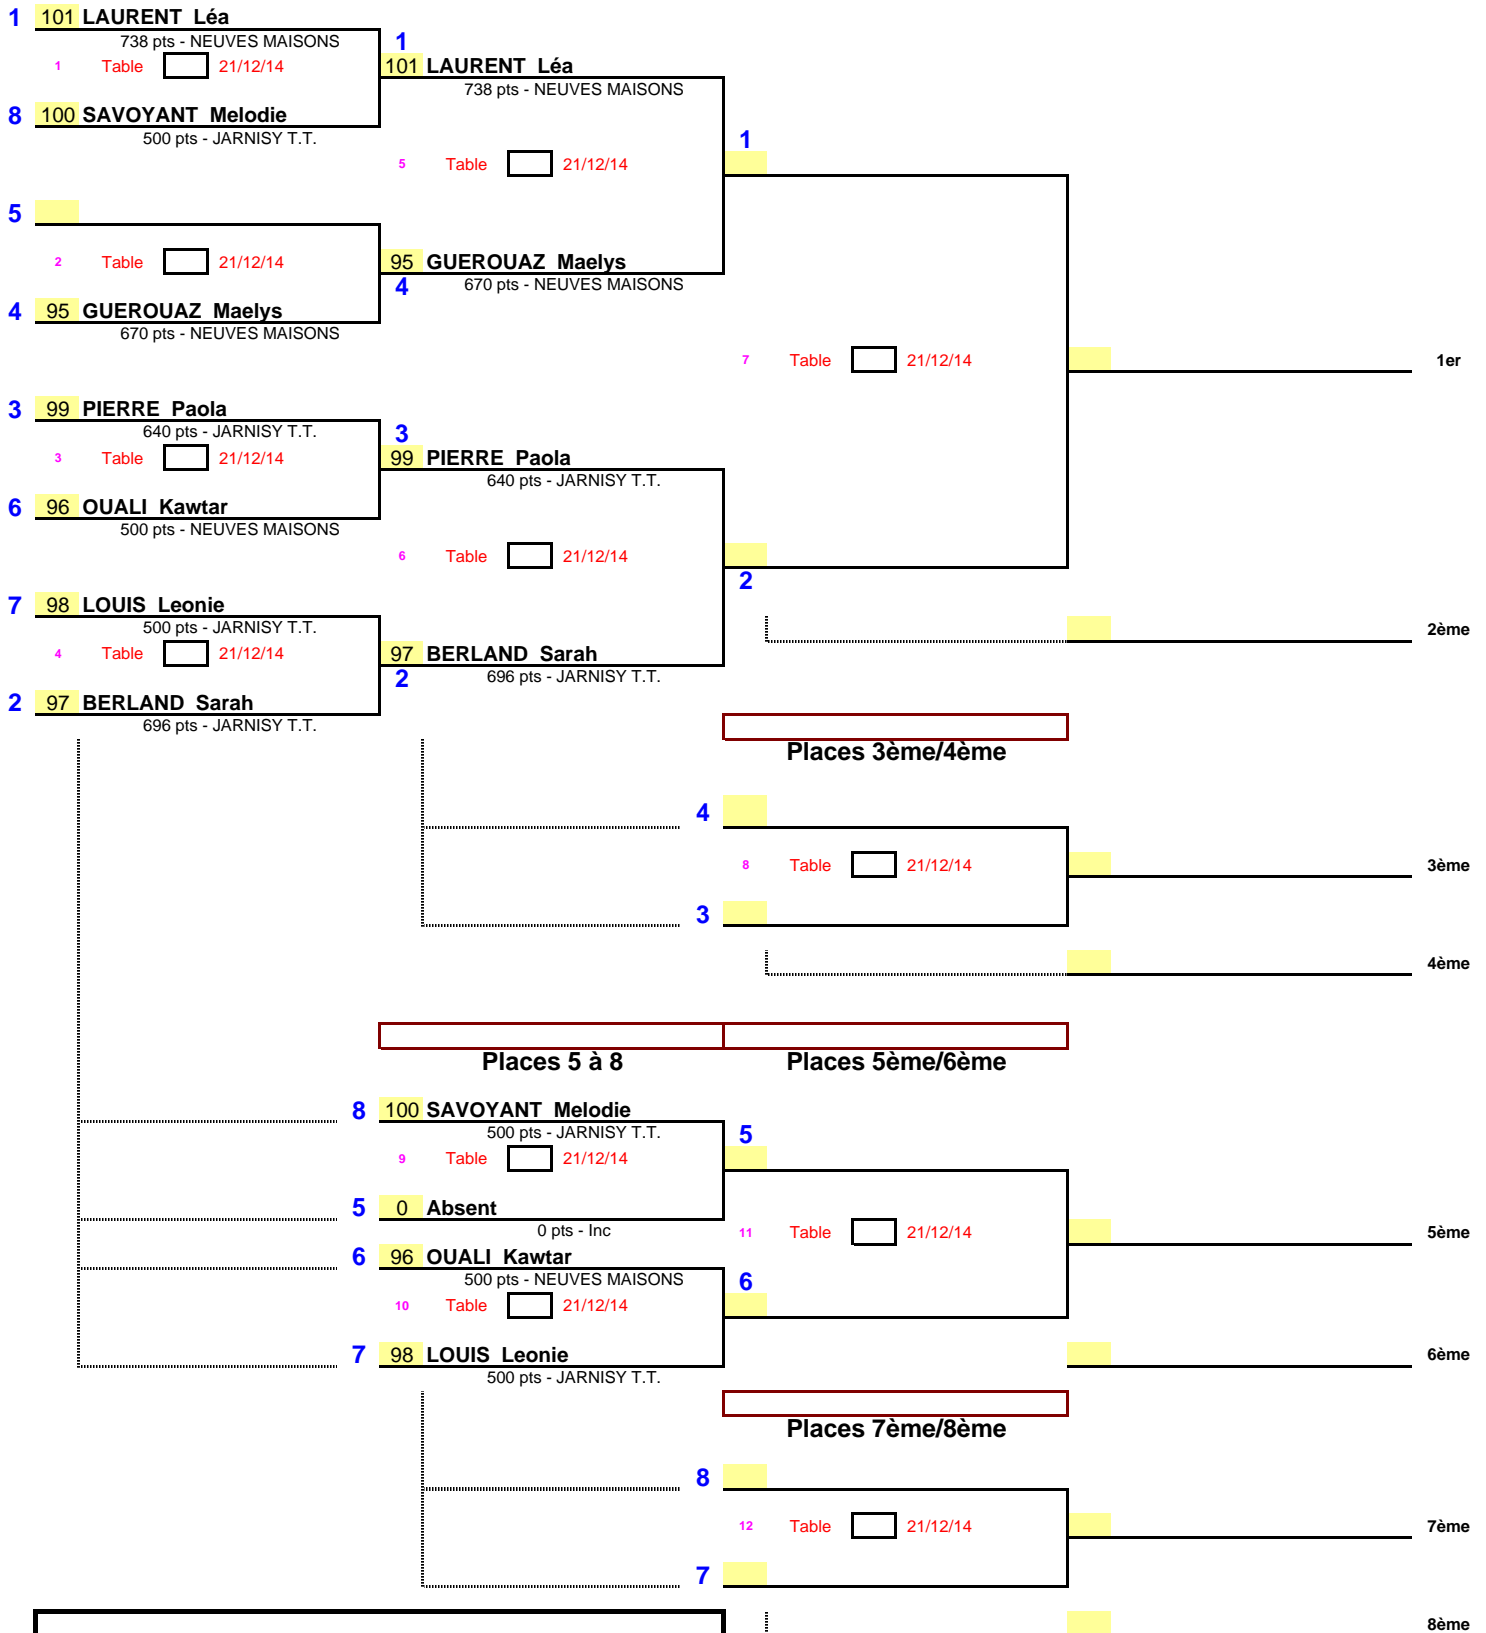 1 101 LAURENT Léa
738 pts - NEUVES MAISONS
1
1 Table 21/12/14
101 LAURENT Léa
738 pts - NEUVES MAISONS
8 100 SAVOYANT Melodie
500 pts - JARNISY T.T.
1
5 Table 21/12/14
5
2 Table 21/12/14
95 GUEROUAZ Maelys
4 670 pts - NEUVES MAISONS
4 95 GUEROUAZ Maelys
670 pts - NEUVES MAISONS
7 Table 21/12/14
1er
3 99 PIERRE Paola
640 pts - JARNISY T.T.
3
3 Table 21/12/14
99 PIERRE Paola
640 pts - JARNISY T.T.
6 96 OUALI Kawtar
500 pts - NEUVES MAISONS
6 Table 21/12/14
2
7 98 LOUIS Leonie
500 pts - JARNISY T.T.
2ème
4 Table 21/12/14
97 BERLAND Sarah
2 696 pts - JARNISY T.T.
2 97 BERLAND Sarah
696 pts - JARNISY T.T.
Places 3ème/4ème
4
8 Table 21/12/14
3ème
3
4ème
Places 5 à 8
Places 5ème/6ème
8 100 SAVOYANT Melodie
500 pts - JARNISY T.T.
5
9 Table 21/12/14
5 0 Absent
0 pts - Inc
11 Table 21/12/14
5ème
6 96 OUALI Kawtar
500 pts - NEUVES MAISONS
6
10 Table 21/12/14
7 98 LOUIS Leonie
500 pts - JARNISY T.T.
6ème
Places 7ème/8ème
8
12 Table 21/12/14
7ème
7
8ème